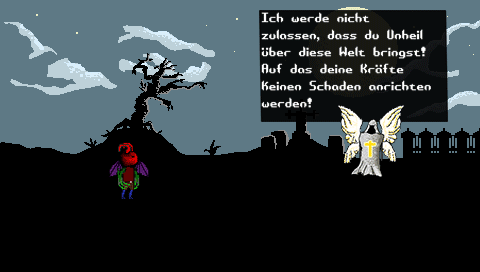 Ich werde nicht
zulassen, dass du Unheil
über diese Welt bringst!
Auf das deine Kräfte
Keinen Schaden anrichten
werden!